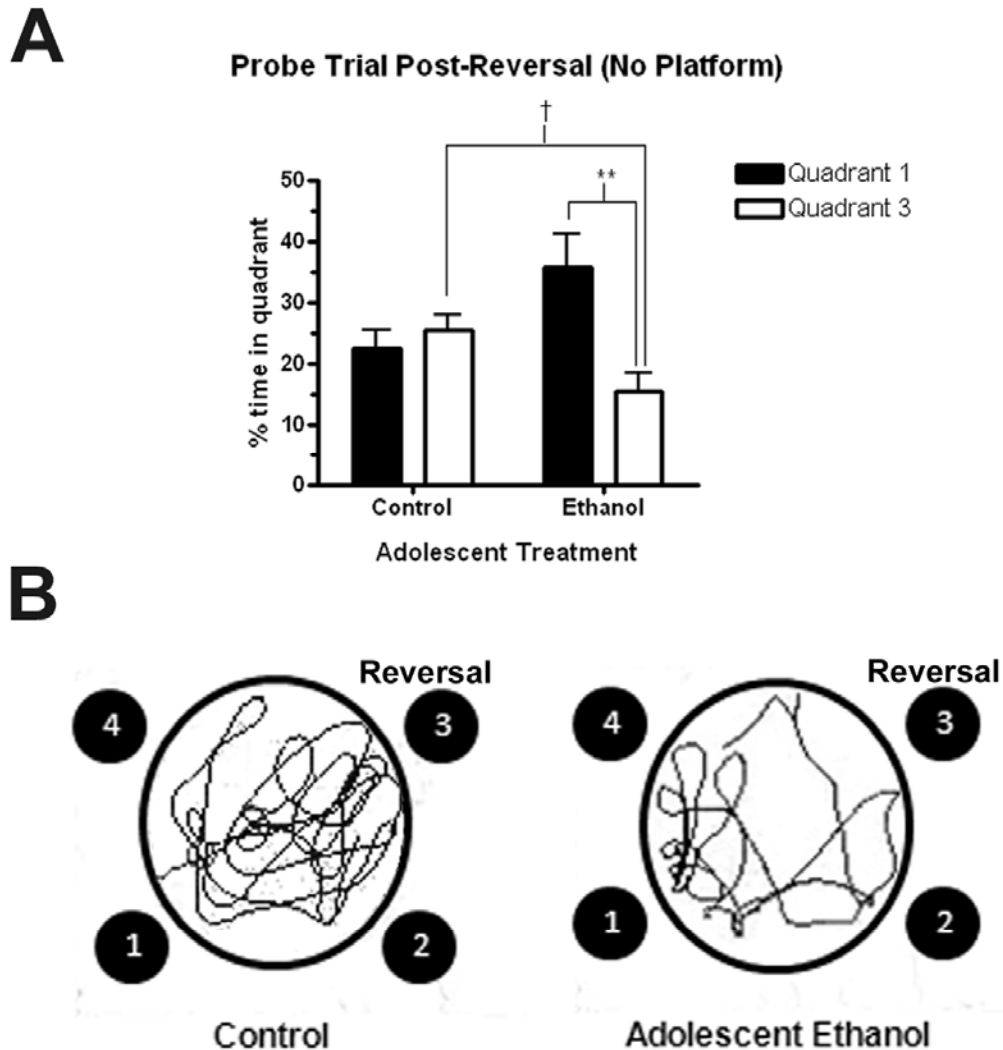 A
Probe Trial Post-Reversal (No Platform)
†
**
Quadrant 1
Quadrant 3
50
40
30
20
10
0
% time in quadrant
Control
Ethanol
Adolescent Treatment
B
Reversal
4
3
1
2
Control
Reversal
4
3
1
2
Adolescent Ethanol